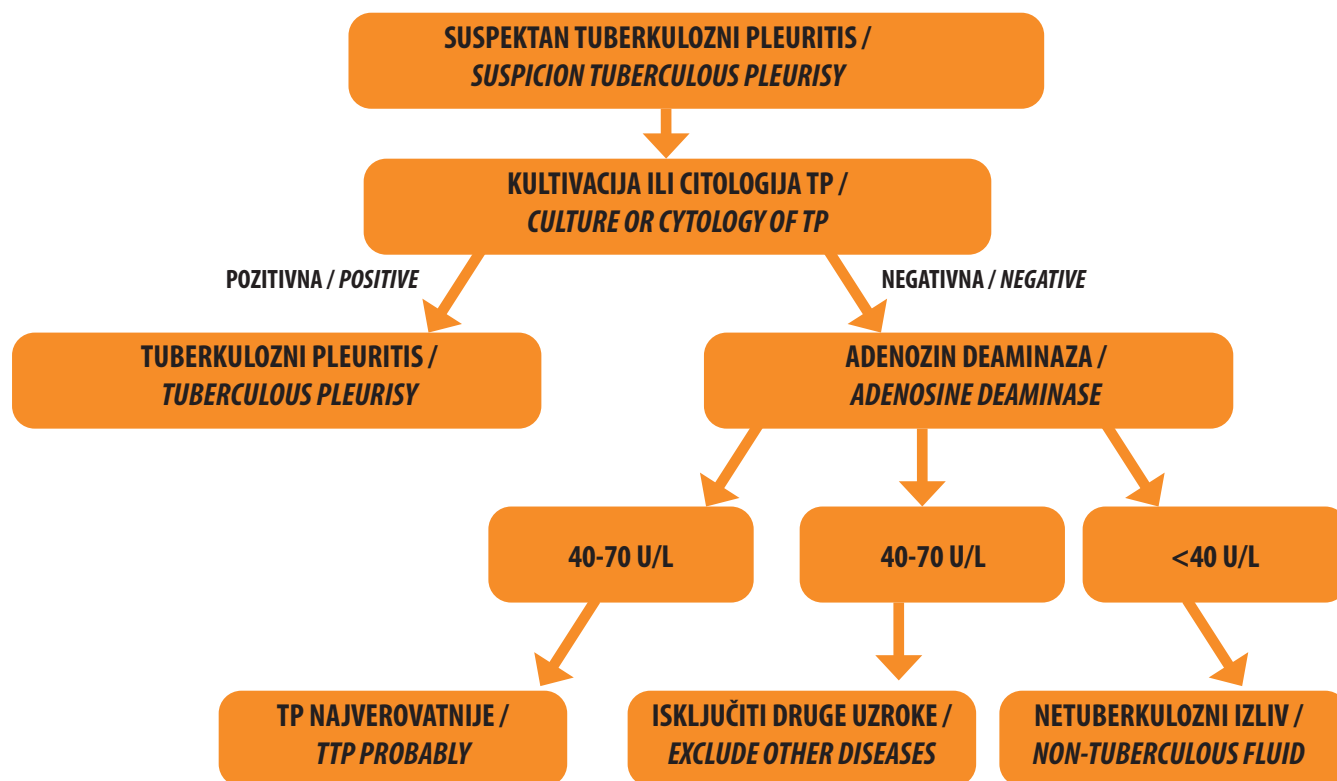 SUSPEKTAN TUBERKULOZNI PLEURITIS /
SUSPICION TUBERCULOUS PLEURISY
KULTIVACIJA ILI CITOLOGIJA TP /
CULTURE OR CYTOLOGY OF TP
POZITIVNA / POSITIVE
NEGATIVNA / NEGATIVE
TUBERKULOZNI PLEURITIS /
TUBERCULOUS PLEURISY
ADENOZIN DEAMINAZA /
ADENOSINE DEAMINASE
40-70 U/L
40-70 U/L
<40 U/L
TP NAJVEROVATNIJE /
TTP PROBABLY
ISKLJUČITI DRUGE UZROKE /
EXCLUDE OTHER DISEASES
NETUBERKULOZNI IZLIV /
NON-TUBERCULOUS FLUID